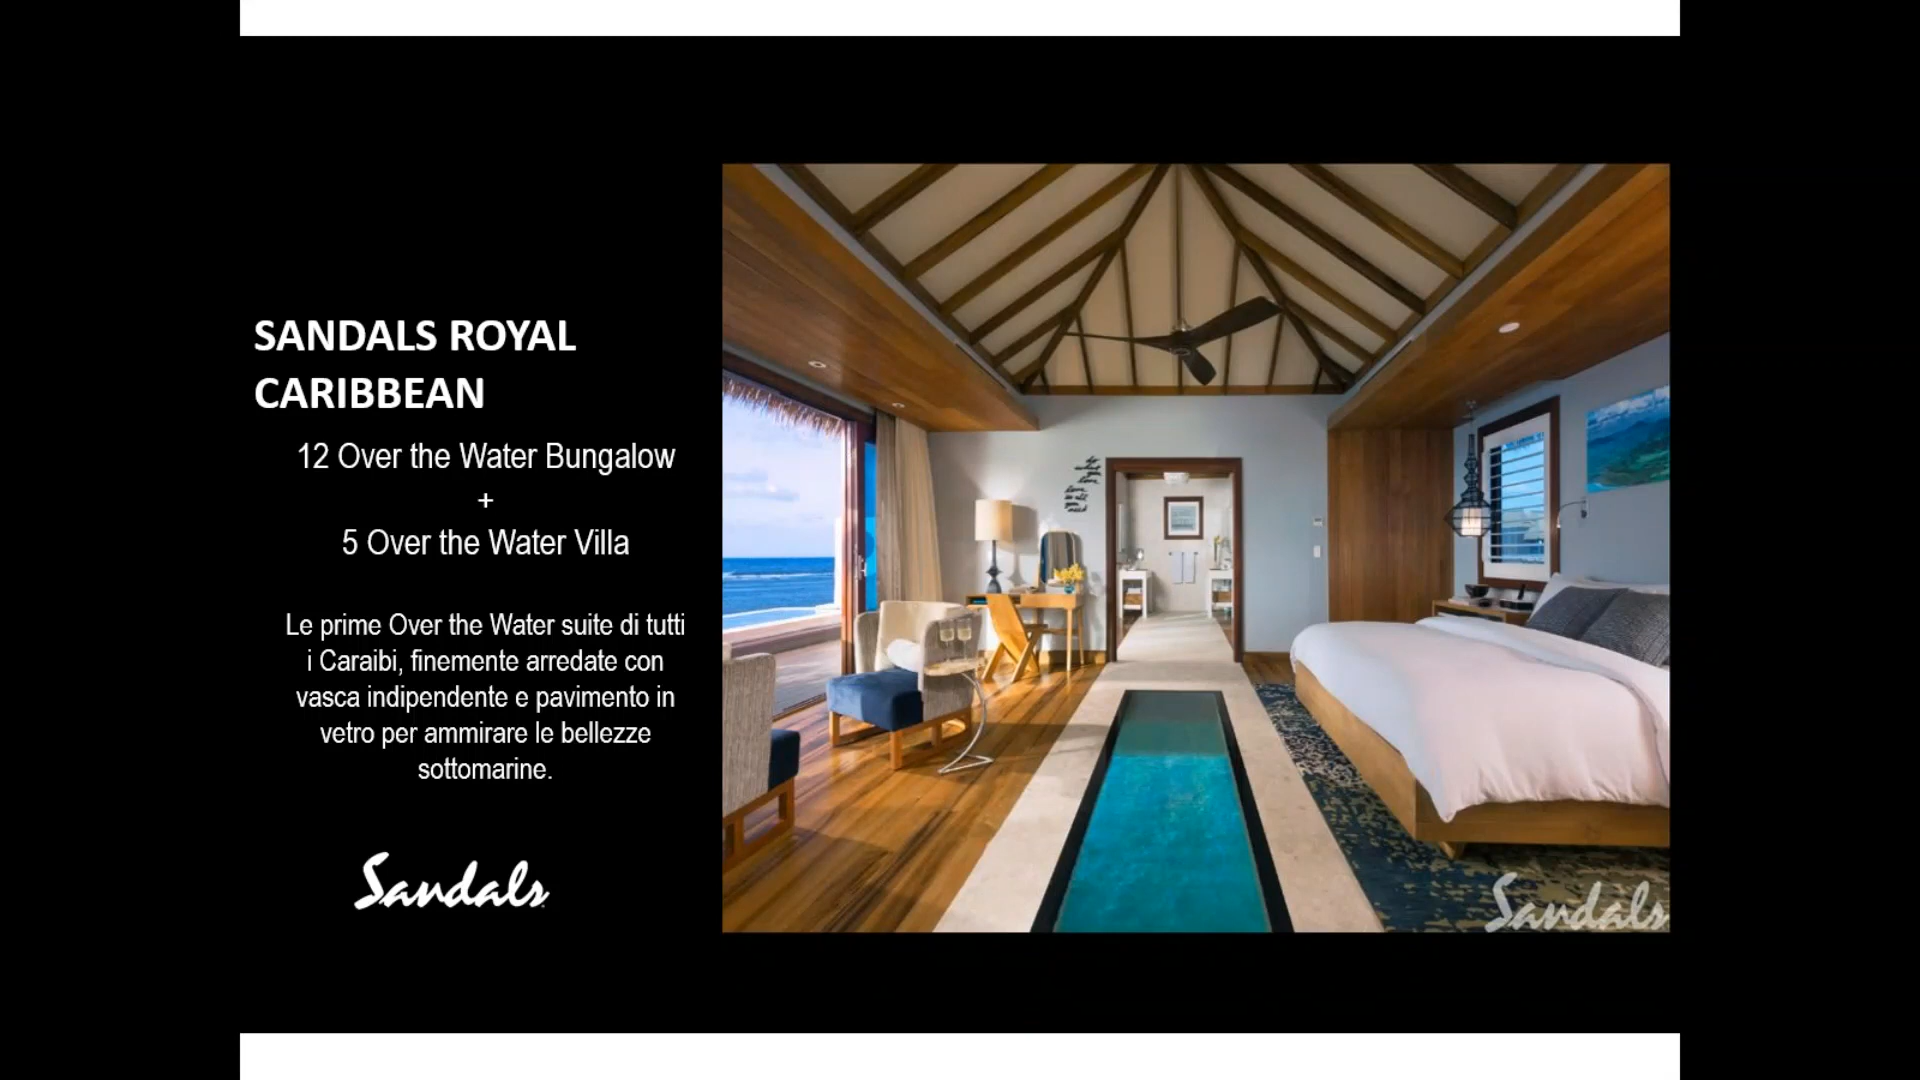 SANDALS ROYAL
CARIBBEAN
12 Over the Water Bungalow
+
5 Over the Water Villa
Le prime Over the Water suite di tutti
i Caraibi, finemente arredate con
vasca indipendente e pavimento in
vetro per ammirare le bellezze
sottomarine.
Sandals
Sandals